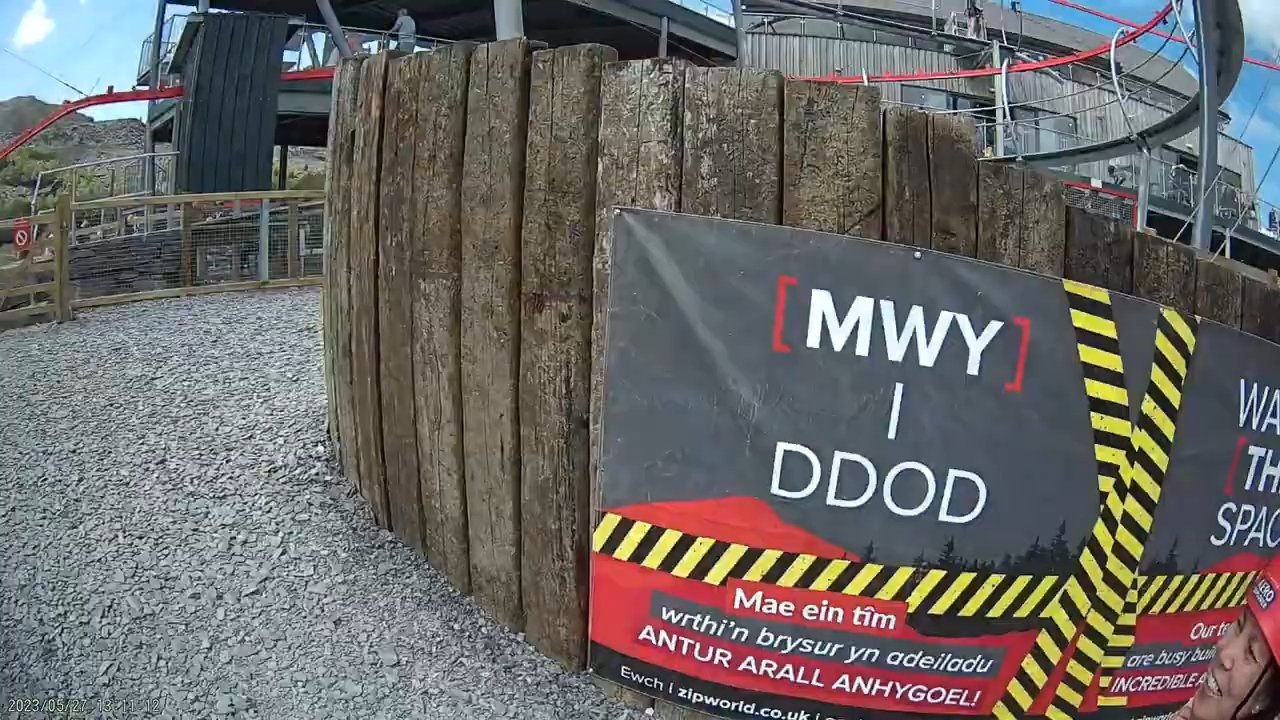 [MWY]
I
DDOD
Mae ein tîm
wrthi'n brysur yn adeiladu
ANTUR ARALL ANHYGOEL!
Ewch | zipworld.co.uk |
WA
[TH
SPAC
Our te
are busy bui
INCREDIBLE A
2023/05/27 13:11:12